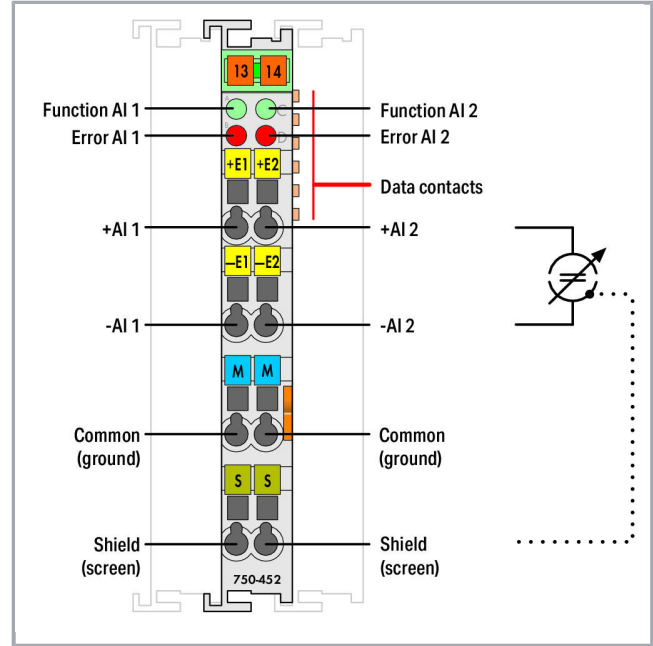 13 14
A C
Function AI 1
Function AI 2
Error AI 1
D
Error AI 2
+E1 +E2
Data contacts
+AI 1
+AI 2
–E1 –E2
-AI 1
-AI 2
M M
Common
(ground)
Common
(ground)
S S
Shield
(screen)
Shield
(screen)
750-452